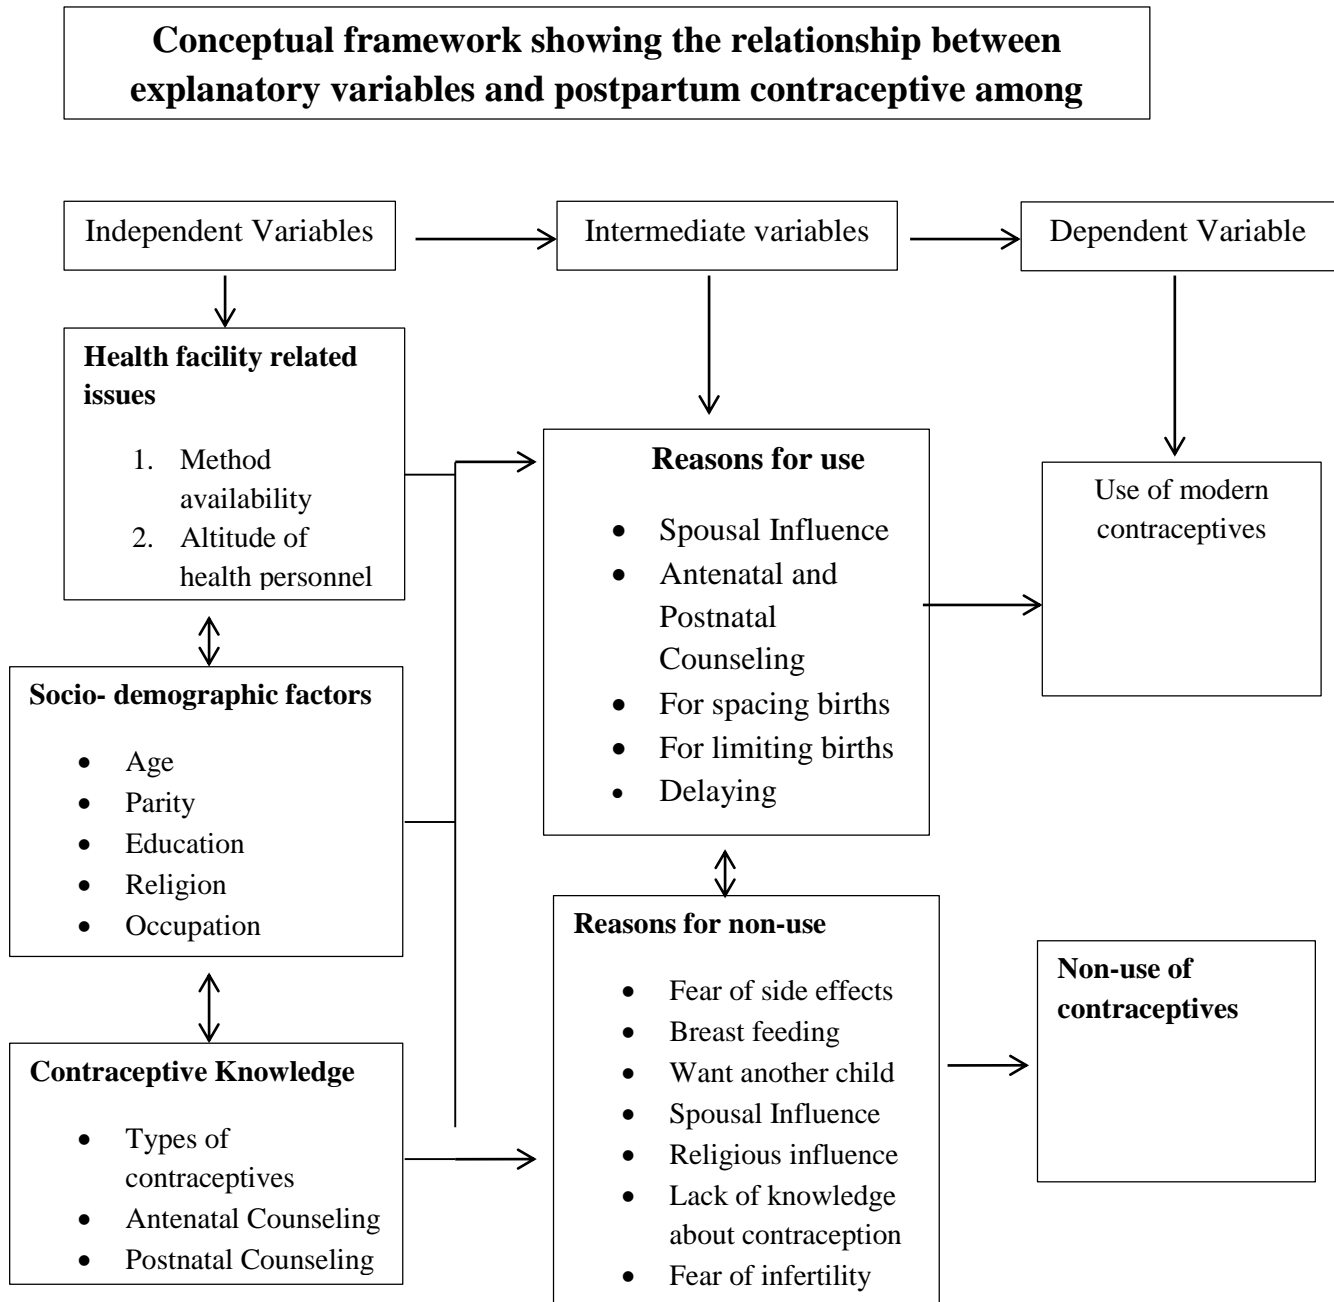 Conceptual framework showing the relationship between
explanatory variables and postpartum contraceptive among
Independent Variables
Intermediate variables
Dependent Variable
Health facility related
issues
1. Method
availability
2. Altitude of
health personnel
Socio- demographic factors
• Age
• Parity
• Education
• Religion
• Occupation
Contraceptive Knowledge
• Types of
contraceptives
• Antenatal Counseling
• Postnatal Counseling
Reasons for use
• Spousal Influence
• Antenatal and
Postnatal
Counseling
• For spacing births
• For limiting births
• Delaying
Reasons for non-use
• Fear of side effects
• Breast feeding
• Want another child
• Spousal Influence
• Religious influence
• Lack of knowledge
about contraception
• Fear of infertility
Use of modern
contraceptives
Non-use of
contraceptives